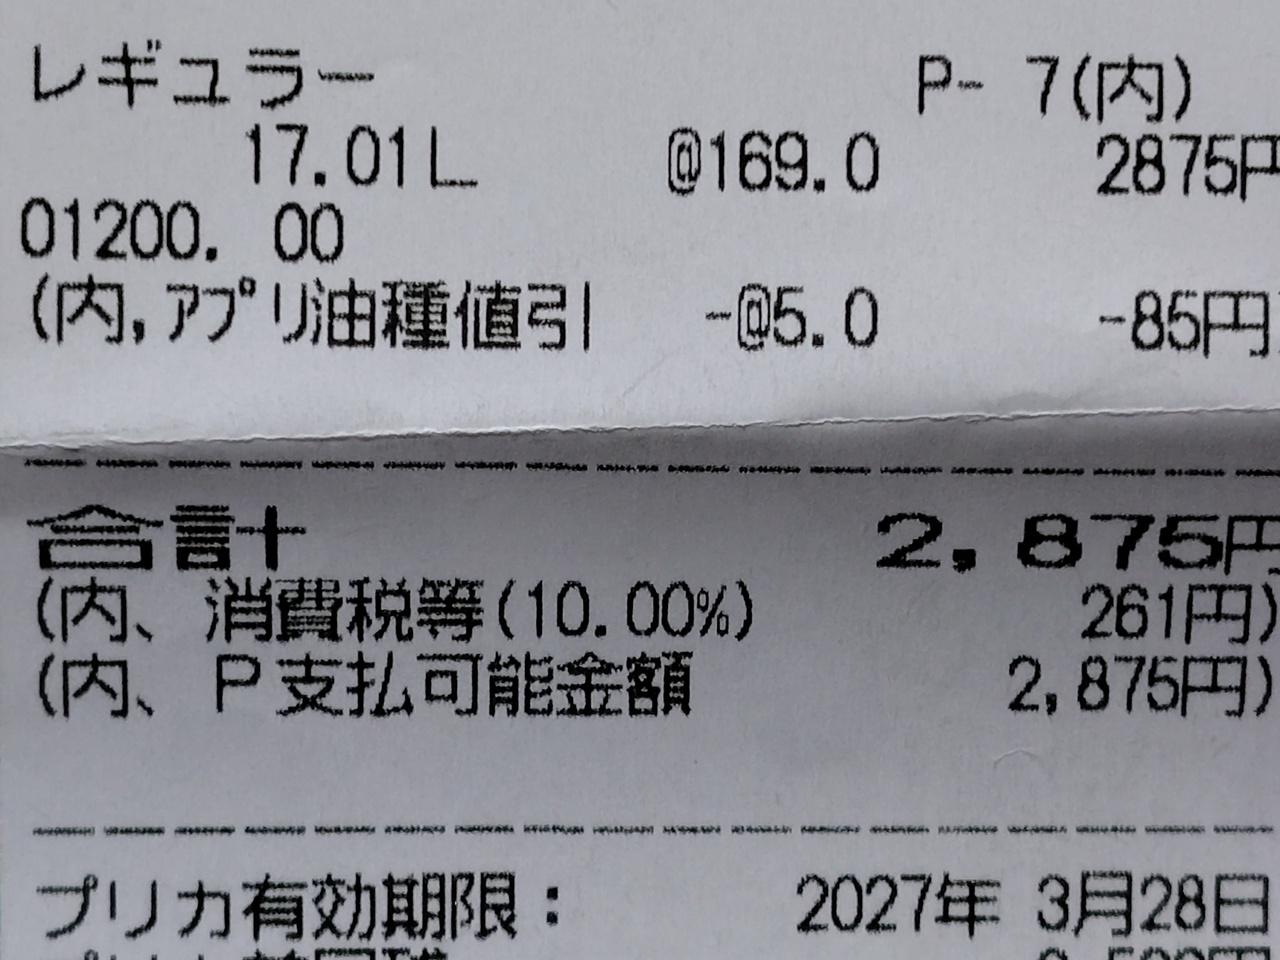 レギュラー P- 7(内)
17.01L @169.0 2875円
01200. 00
(内,アプリ油種値引 -@5.0 -85円
合計 2,875円
(内、消費税等(10.00%) 261円)
(内、P支払可能金額 2,875円)
プリカ有効期限： 2027年 3月28日